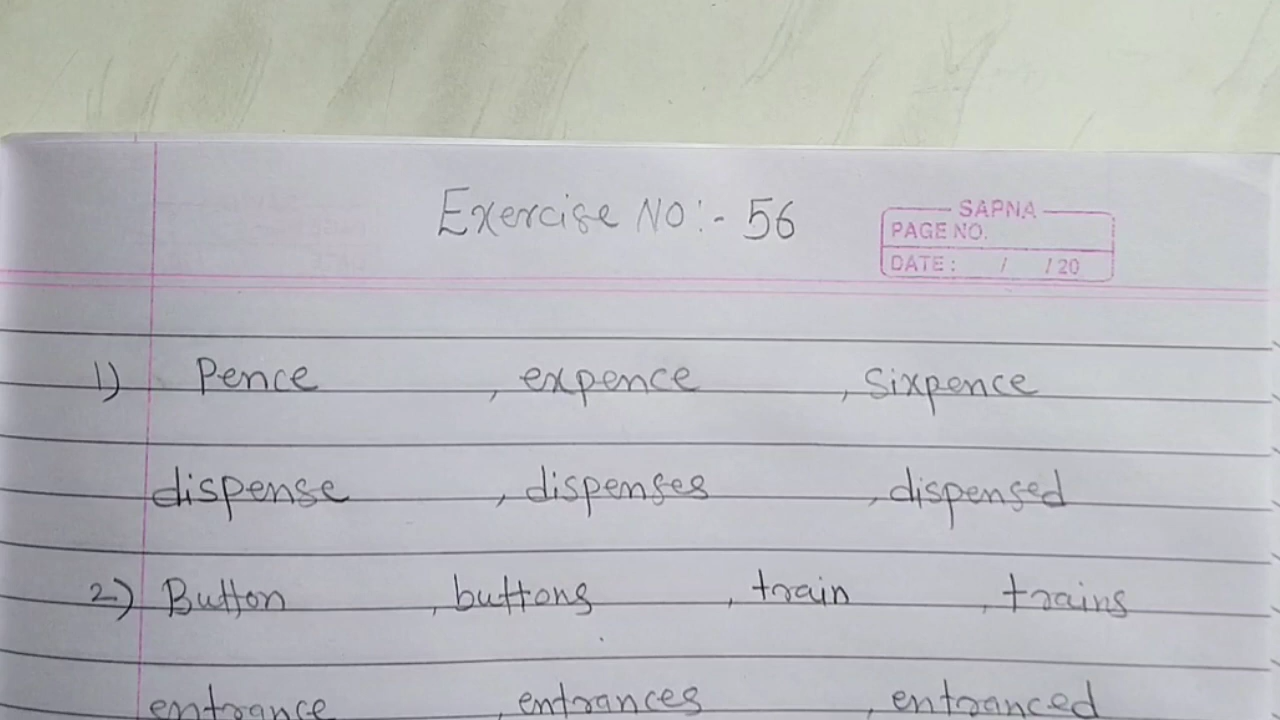 Exercise NO:- 56
SAPNA
PAGE NO.
DATE : / / 20
1) Pence , expence , Sixpence
dispense , dispenses , dispensed
2) Button , buttons , train , trains
entrance , entrances , entranced